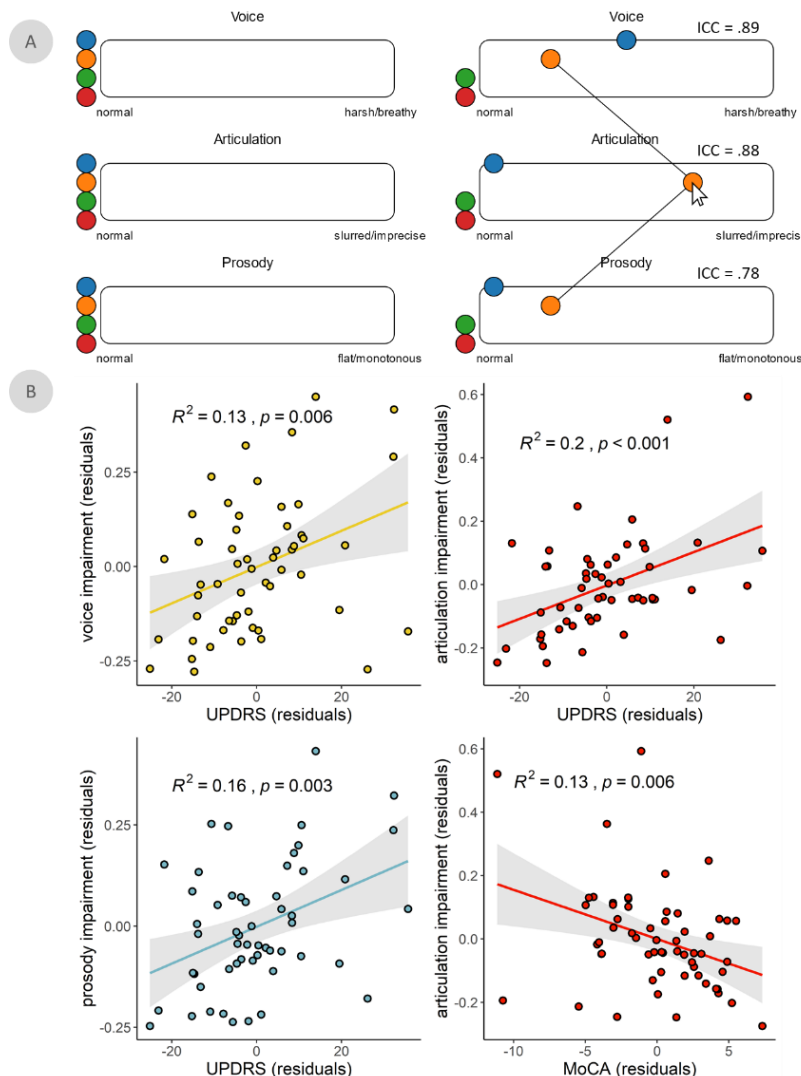 A
Voice
normal
harsh/breathy
Articulation
normal
slurred/imprecise
Prosody
normal
flat/monotonous
Voice
ICC = .89
normal
harsh/breathy
Articulation
ICC = .88
normal
slurred/imprecis
Prosody
ICC = .78
normal
flat/monotonous
B
R² = 0.13 , p = 0.006
voice impairment (residuals)
0.25
0.00
-0.25
-20 0 20
UPDRS (residuals)
R² = 0.2 , p < 0.001
articulation impairment (residuals)
0.6
0.4
0.2
0.0
-0.2
-20 0 20
UPDRS (residuals)
R² = 0.16 , p = 0.003
prosody impairment (residuals)
0.25
0.00
-0.25
-20 0 20
UPDRS (residuals)
R² = 0.13 , p = 0.006
articulation impairment (residuals)
0.6
0.4
0.2
0.0
-0.2
-10 -5 0 5
MoCA (residuals)